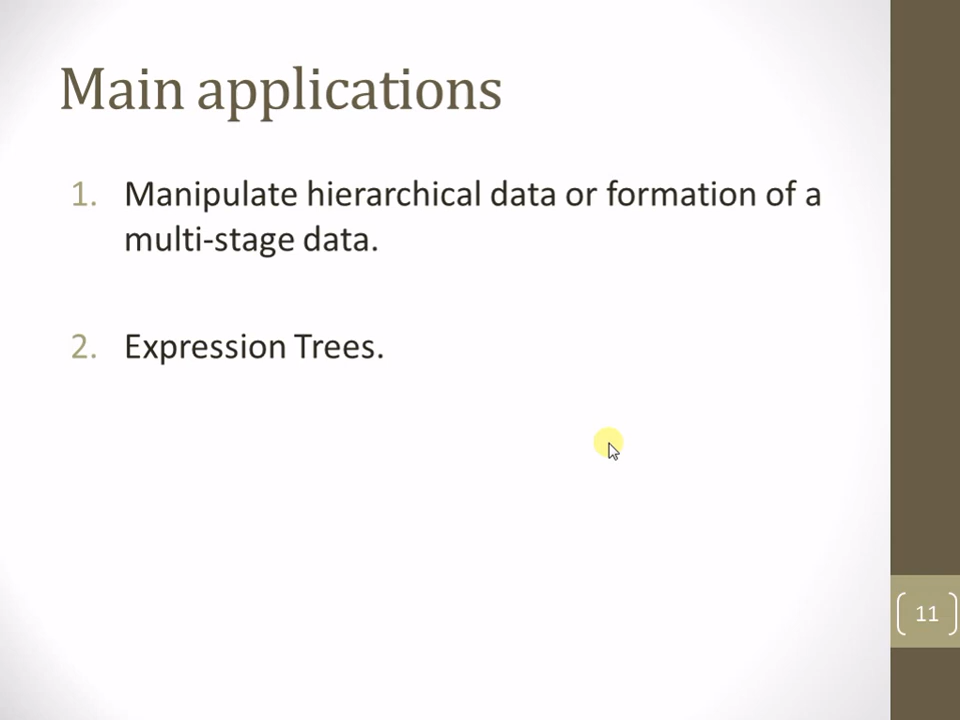 Main applications
1. Manipulate hierarchical data or formation of a
multi-stage data.
2. Expression Trees.
11